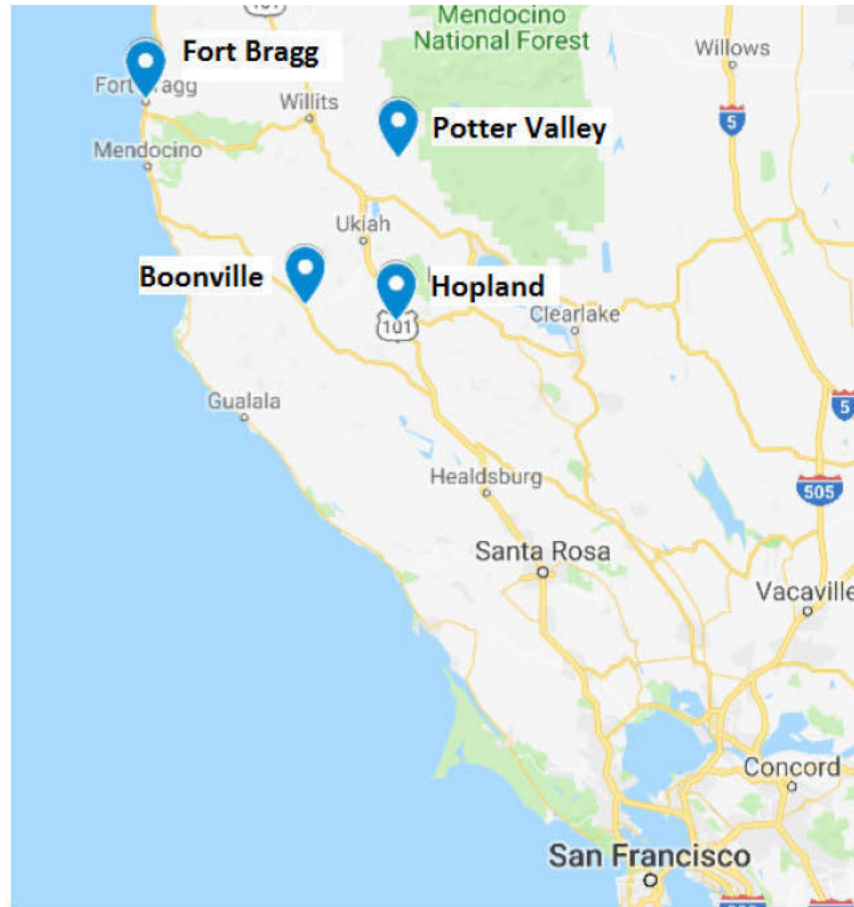 101
Mendocino
National Forest
Fort Bragg
Willows
Fort Bragg
Willits
5
Potter Valley
Mendocino
Ukiah
Boonville
Hopland
101
Clearlake
Gualala
5
Healdsburg
505
Santa Rosa
Vacaville
Concord
San Francisco